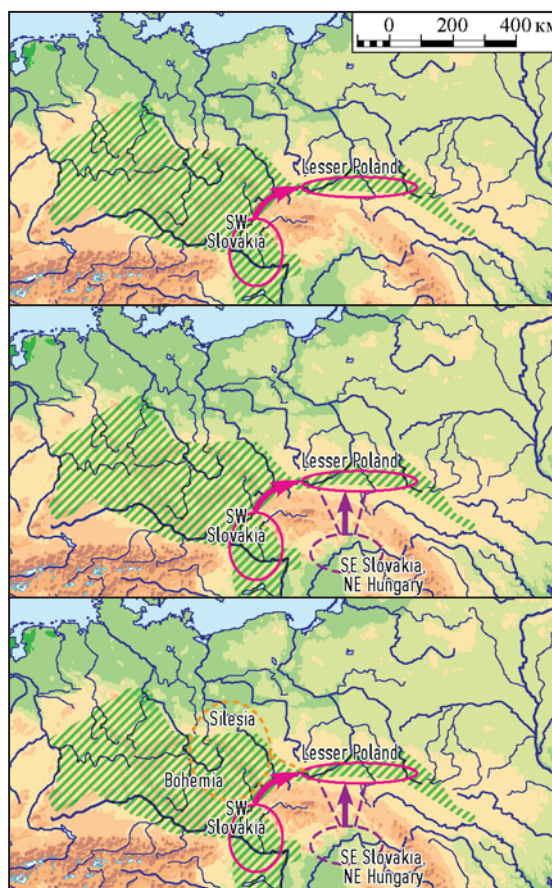 0 200 400 км
Lesser Poland
SW
Slovakia
Lesser Poland
SW
Slovakia
SE Slovakia,
NE Hungary
Silesia
Lesser Poland
Bohemia
SW
Slovakia
SE Slovakia,
NE Hungary